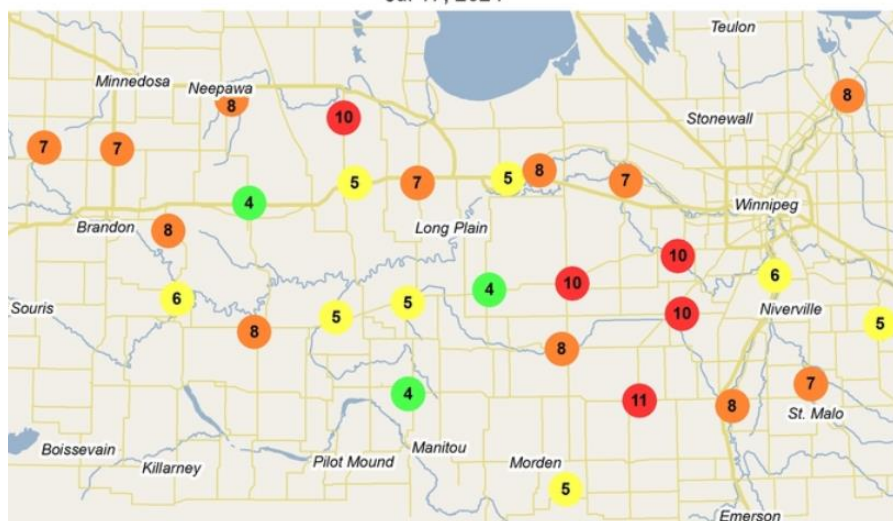 Teulon
Minnedosa
Neepawa
8
8
10
Stonewall
7
7
5
7
5
8
7
4
Winnipeg
Brandon
8
Long Plain
10
6
10
4
6
5
5
Souris
Niverville
10
5
8
8
7
4
11
8
St. Malo
Boissevain
Manitou
Killarney
Pilot Mound
Morden
5
Emerson